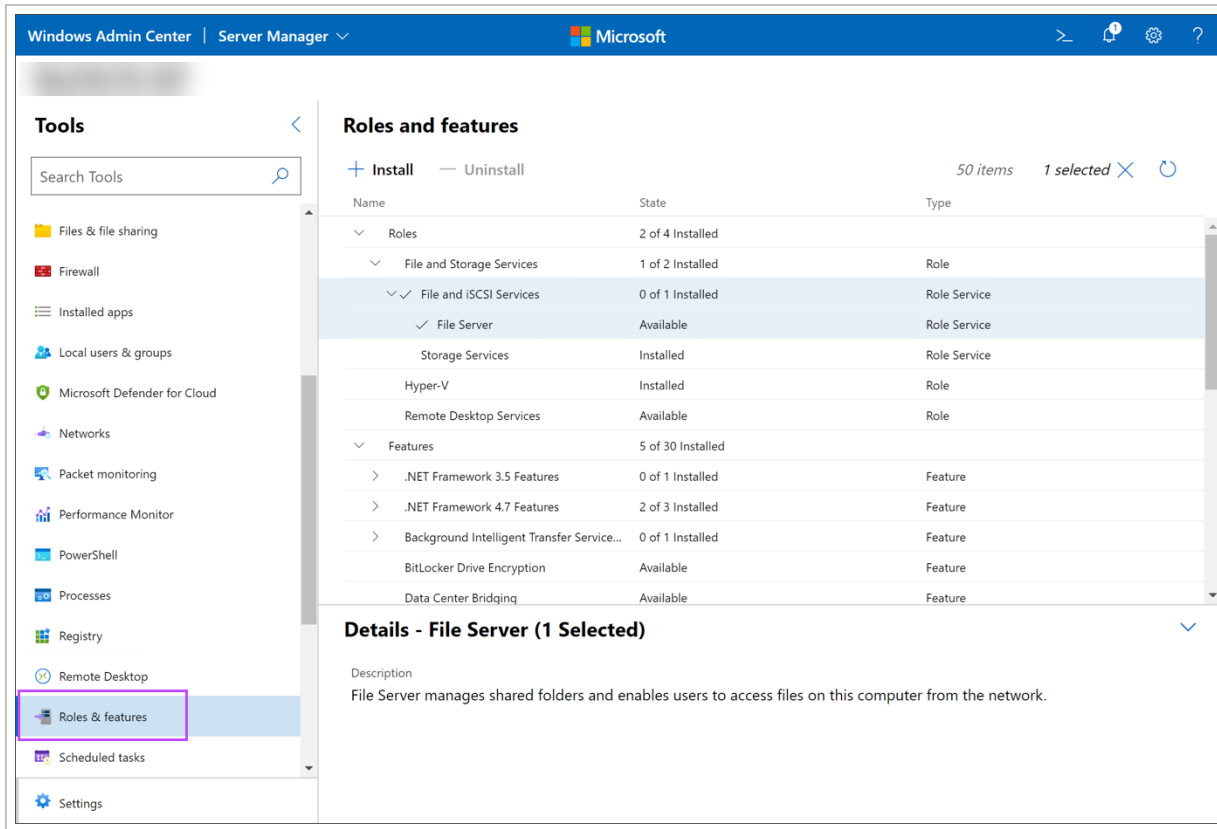 Windows Admin Center | Server Manager
Microsoft
>_
1
?
Tools
Search Tools
Files & file sharing
Firewall
Installed apps
Local users & groups
Microsoft Defender for Cloud
Networks
Packet monitoring
Performance Monitor
PowerShell
Processes
Registry
Remote Desktop
Roles & features
Scheduled tasks
Settings
Roles and features
+ Install — Uninstall 50 items 1 selected
Name State Type
Roles 2 of 4 Installed
File and Storage Services 1 of 2 Installed Role
File and iSCSI Services 0 of 1 Installed Role Service
File Server Available Role Service
Storage Services Installed Role Service
Hyper-V Installed Role
Remote Desktop Services Available Role
Features 5 of 30 Installed
.NET Framework 3.5 Features 0 of 1 Installed Feature
.NET Framework 4.7 Features 2 of 3 Installed Feature
Background Intelligent Transfer Service... 0 of 1 Installed Feature
BitLocker Drive Encryption Available Feature
Data Center Bridging Available Feature
Details - File Server (1 Selected)
Description
File Server manages shared folders and enables users to access files on this computer from the network.